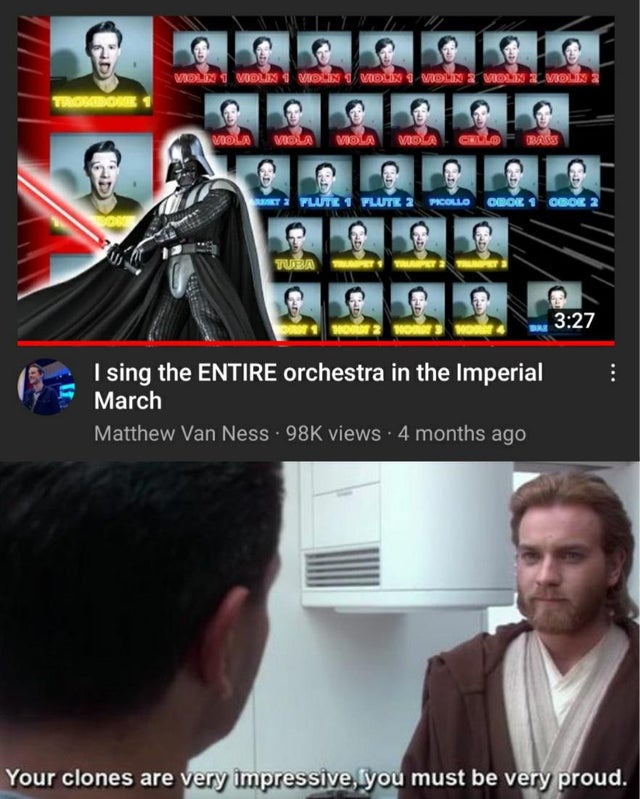 VIOLIN 1 VIOLIN 1 VIOLIN 1 VIOLIN 1 VIOLIN 2 VIOLIN 2 VIOLIN 2
TROMBONE 1
VIOLA VIOLA VIOLA VIOLA CELLO BASS
FLUTE 1 FLUTE 2 PICOLLO OBOE 1 OBOE 2
TUBA TRUMPET 1 TRUMPET 2 TRUMPET 3
HORN 2 HORN 3 HORN 4
3:27
I sing the ENTIRE orchestra in the Imperial
March
Matthew Van Ness · 98K views · 4 months ago
Your clones are very impressive, you must be very proud.